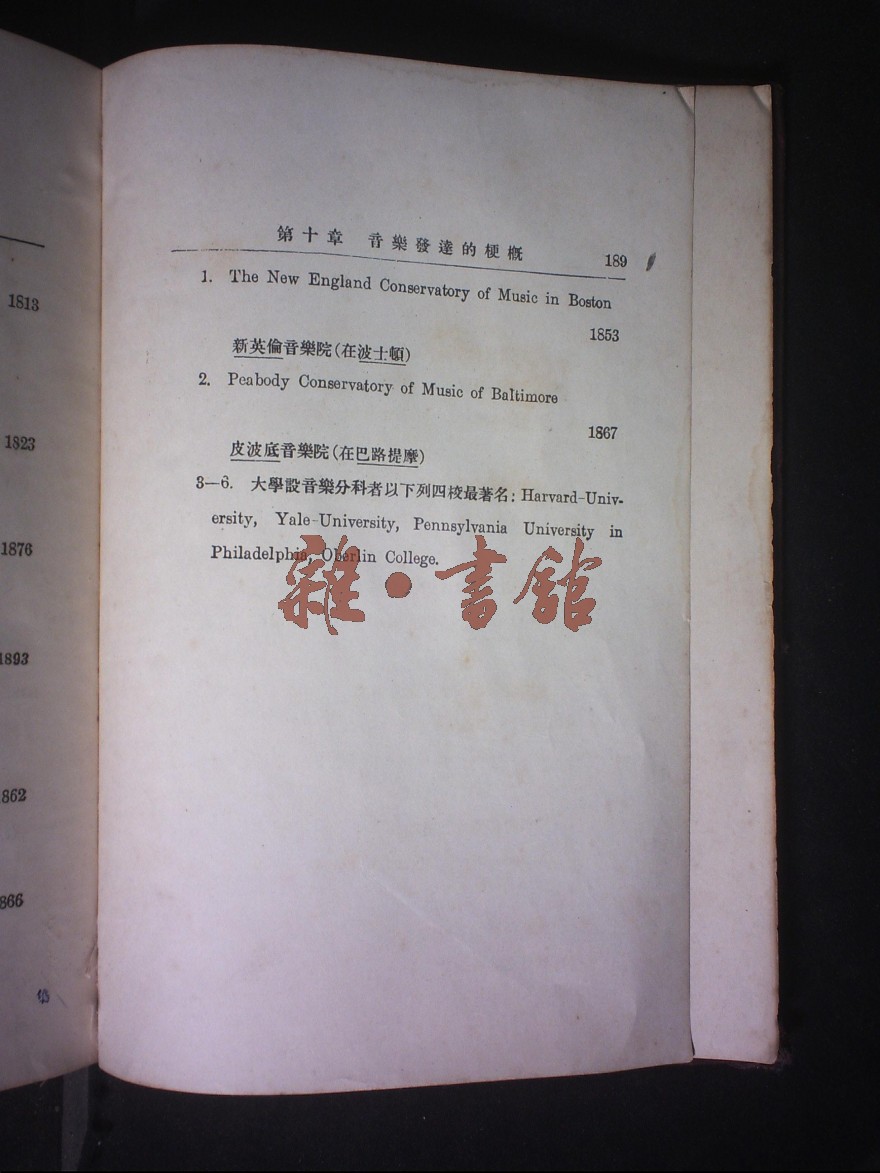 1813
1823
1876
1893
1862
1866
第十章 音樂發達的梗概 189
1. The New England Conservatory of Music in Boston
1853
新英倫音樂院(在波士頓)
2. Peabody Conservatory of Music of Baltimore
1867
皮波底音樂院(在巴路提摩)
3—6. 大學設音樂分科者以下列四校最著名: Harvard-Univ-
ersity, Yale-University, Pennsylvania University in
Philadelphia, Oberlin College.
雜·書館